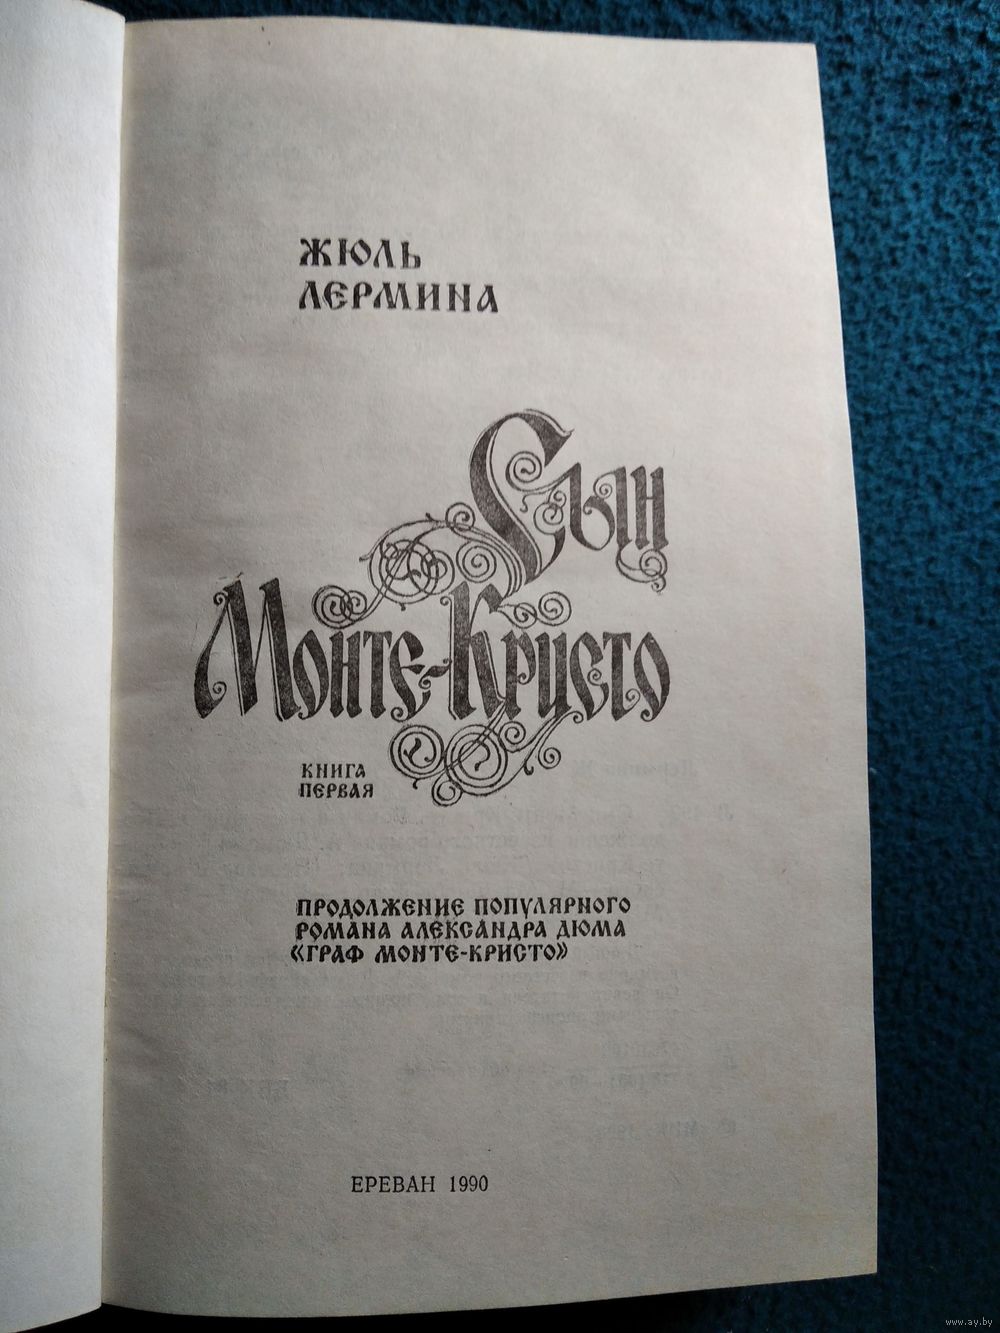 ЖЮЛЬ
ЛЕРМИНА
Сын
Монте-Кристо
КНИГА
ПЕРВАЯ
ПРОДОЛЖЕНИЕ ПОПУЛЯРНОГО
РОМАНА АЛЕКСАНДРА ДЮМА
«ГРАФ МОНТЕ-КРИСТО»
ЕРЕВАН 1990
www.ay.by